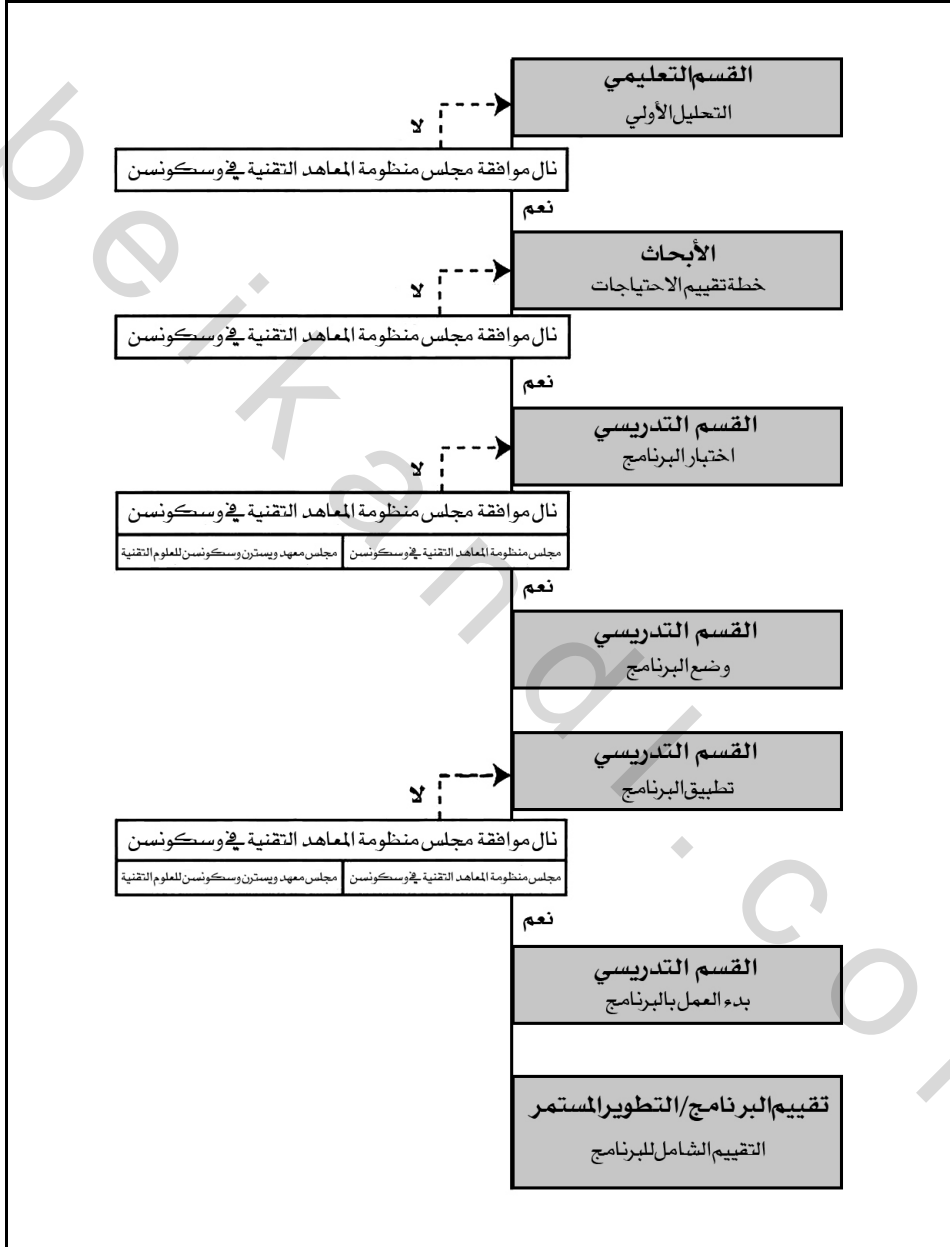 القسم التعليمي
التحليل الأولي
لا
نال موافقة مجلس منظومة المعاهد التقنية في وسكونسن
نعم
الأبحاث
خطة تقييم الاحتياجات
لا
نال موافقة مجلس منظومة المعاهد التقنية في وسكونسن
نعم
القسم التدريسي
اختبار البرنامج
لا
نال موافقة مجلس منظومة المعاهد التقنية في وسكونسن
مجلس منظومة المعاهد التقنية في وسكونسن
مجلس معهد ويسترن وسكونسن للعلوم التقنية
نعم
القسم التدريسي
وضع البرنامج
القسم التدريسي
تطبيق البرنامج
لا
نال موافقة مجلس منظومة المعاهد التقنية في وسكونسن
مجلس منظومة المعاهد التقنية في وسكونسن
مجلس معهد ويسترن وسكونسن للعلوم التقنية
نعم
القسم التدريسي
بدء العمل بالبرنامج
تقييم البرنامج/التطوير المستمر
التقييم الشامل للبرنامج
beikandl.com